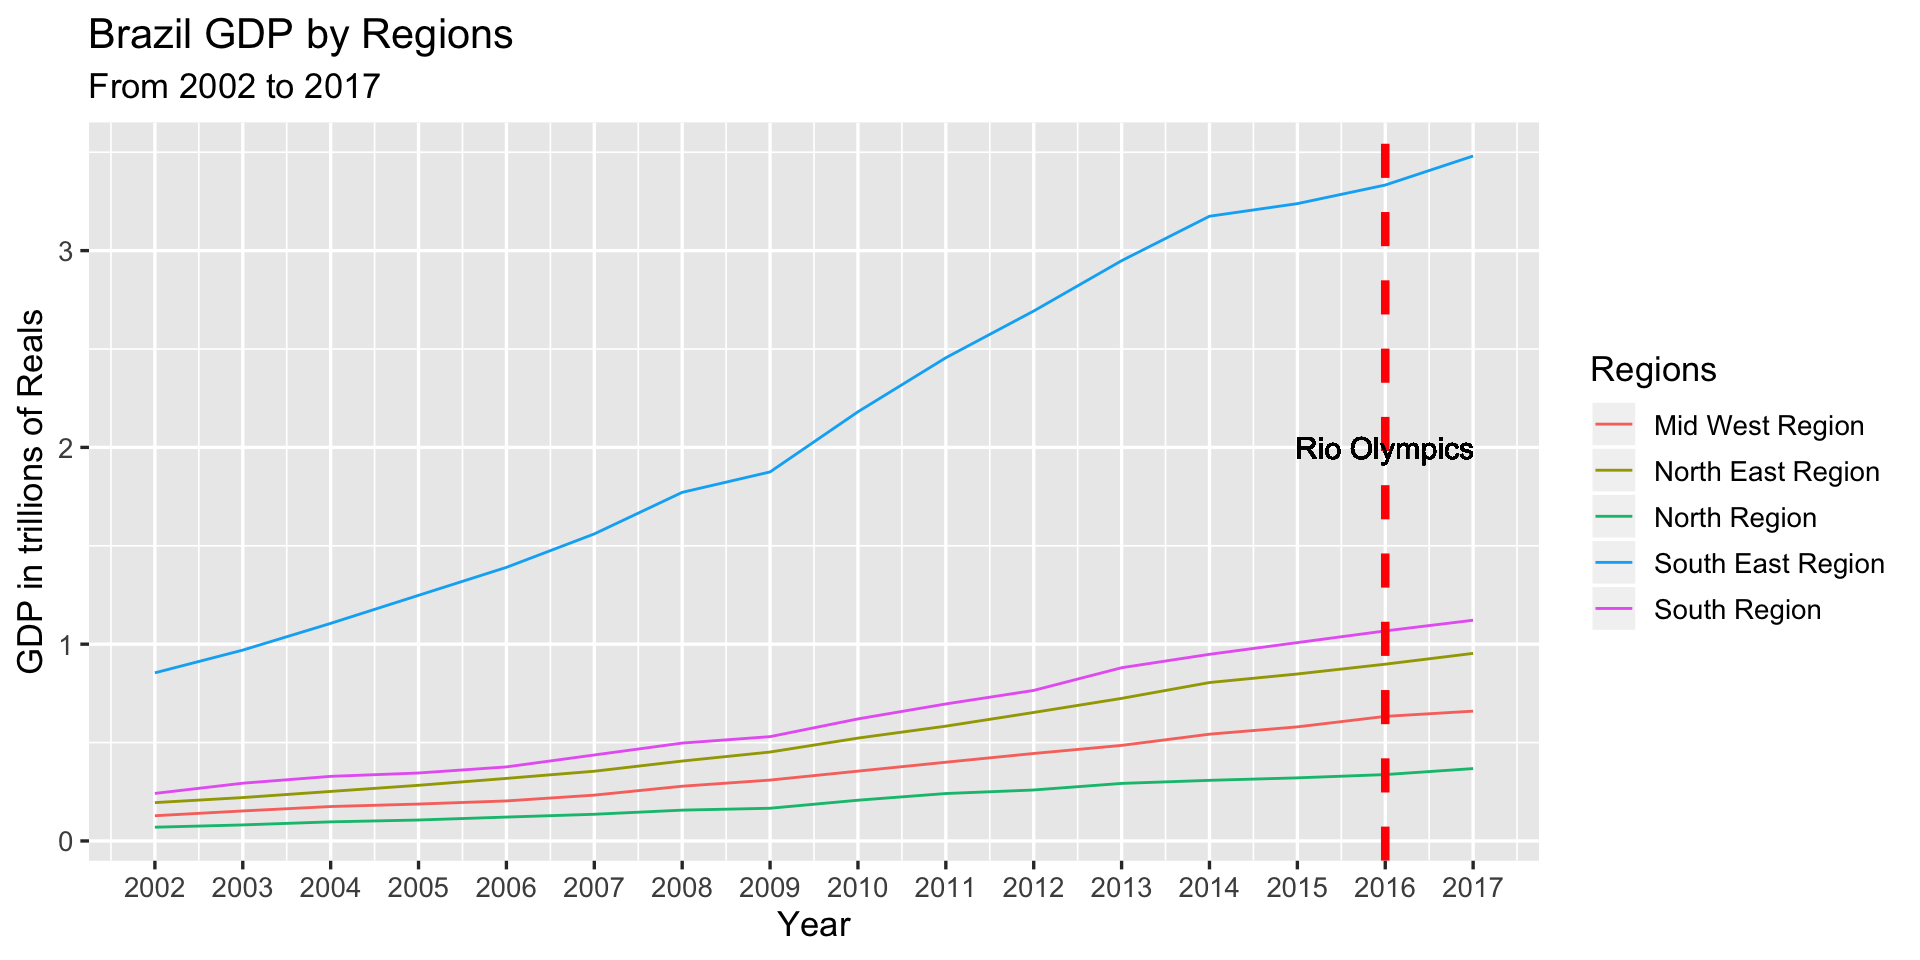 Brazil GDP by Regions
From 2002 to 2017
GDP in trillions of Reals
3
2
1
0
Rio Olympics
2002 2003 2004 2005 2006 2007 2008 2009 2010 2011 2012 2013 2014 2015 2016 2017
Year
Regions
Mid West Region
North East Region
North Region
South East Region
South Region